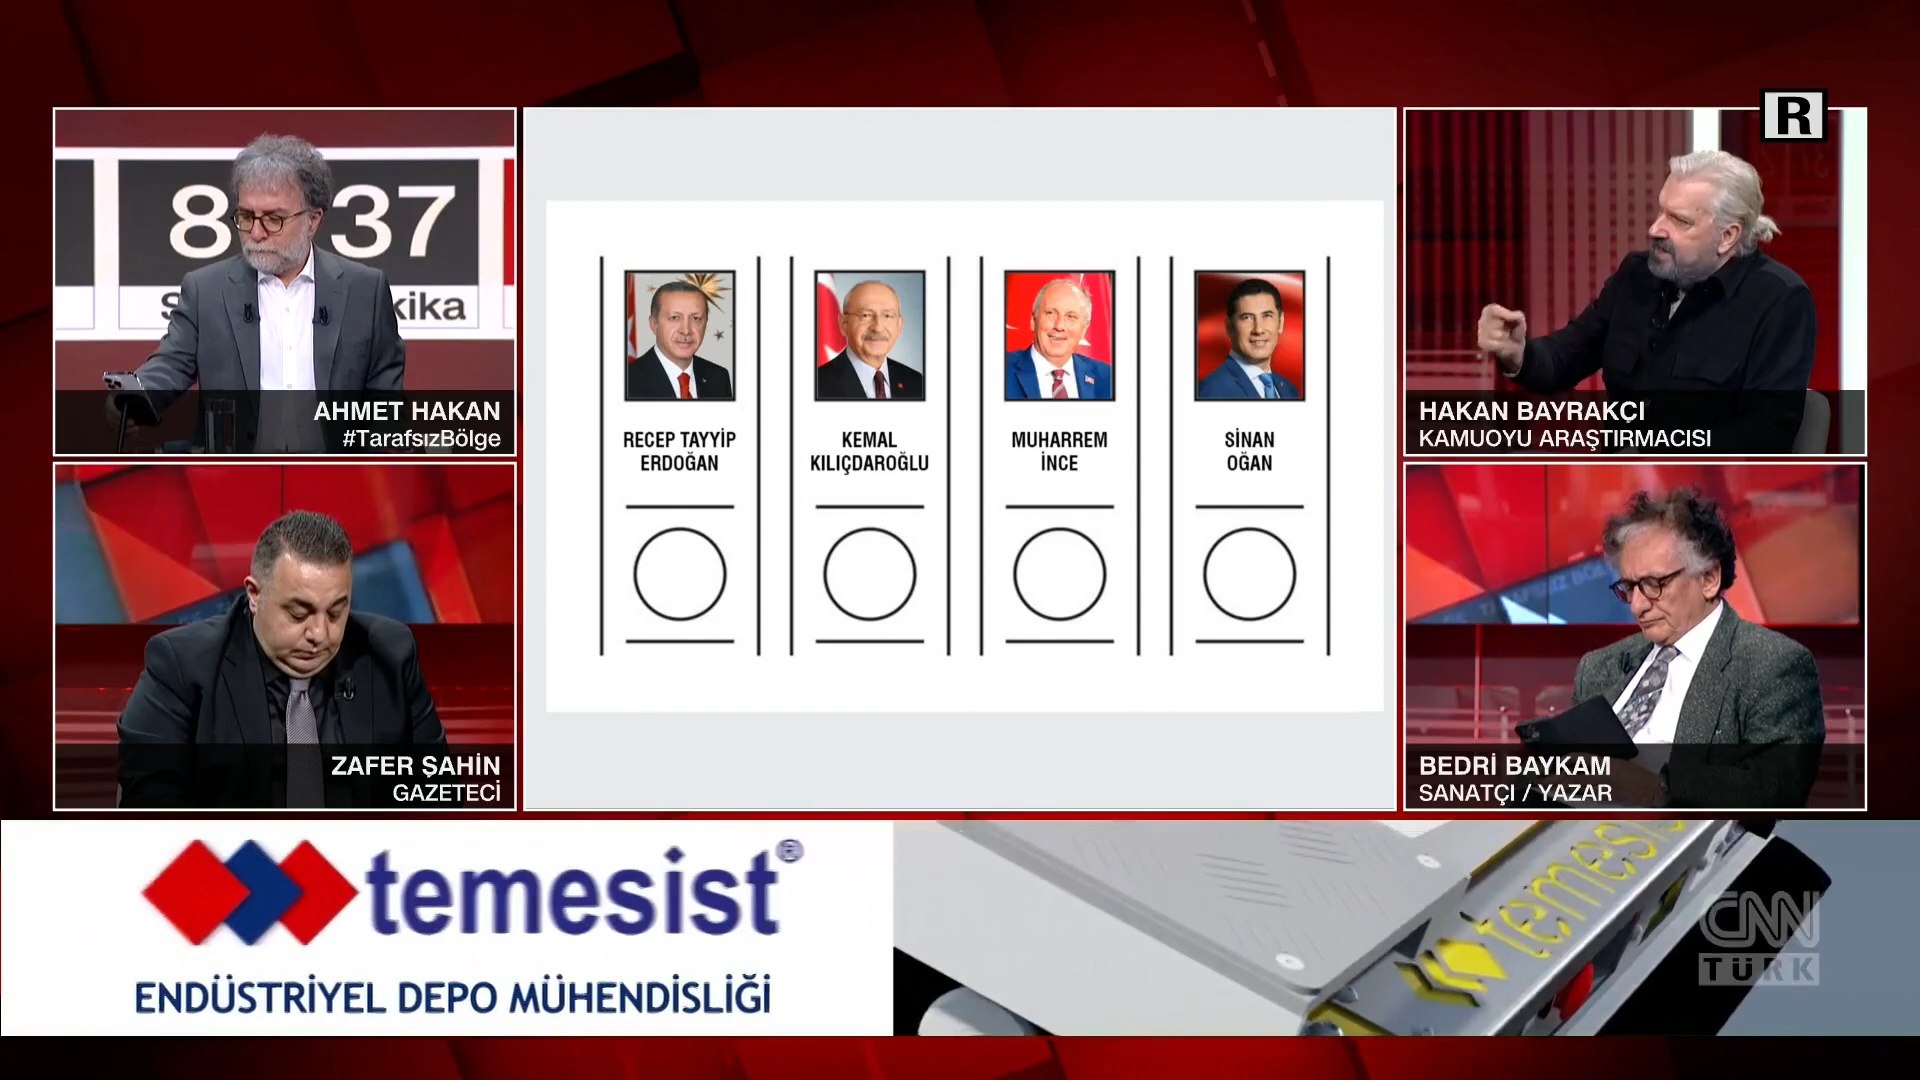 R
8 37
S kika
AHMET HAKAN
#TarafsızBölge
RECEP TAYYİP
ERDOĞAN
KEMAL
KILIÇDAROĞLU
MUHARREM
İNCE
SİNAN
OĞAN
HAKAN BAYRAKÇI
KAMUOYU ARAŞTIRMACISI
ZAFER ŞAHİN
GAZETECİ
BEDRİ BAYKAM
SANATÇI / YAZAR
temesist®
ENDÜSTRİYEL DEPO MÜHENDİSLİĞİ
temesis
CNN
TÜRK